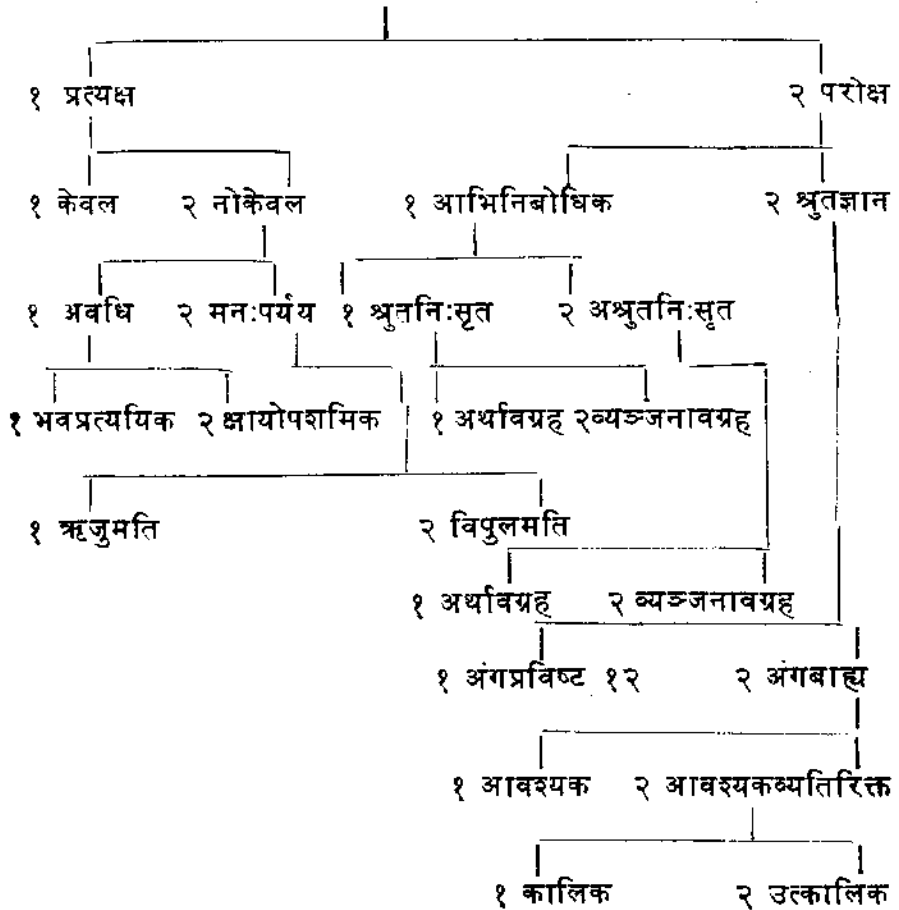 १ प्रत्यक्ष २ परोक्ष
१ केवल २ नोकेवल १ आभिनिबोधिक २ श्रुतज्ञान
१ अवधि २ मनःपर्यय १ श्रुतनिःसृत २ अश्रुतनिःसृत
१ भवप्रत्ययिक २ क्षायोपशमिक १ अर्थावग्रह २व्यञ्जनावग्रह
१ ऋजुमति २ विपुलमति
१ अर्थावग्रह २ व्यञ्जनावग्रह
१ अंगप्रविष्ट १२ २ अंगबाह्य
१ आवश्यक २ आवश्यकव्यतिरिक्त
१ कालिक २ उत्कालिक